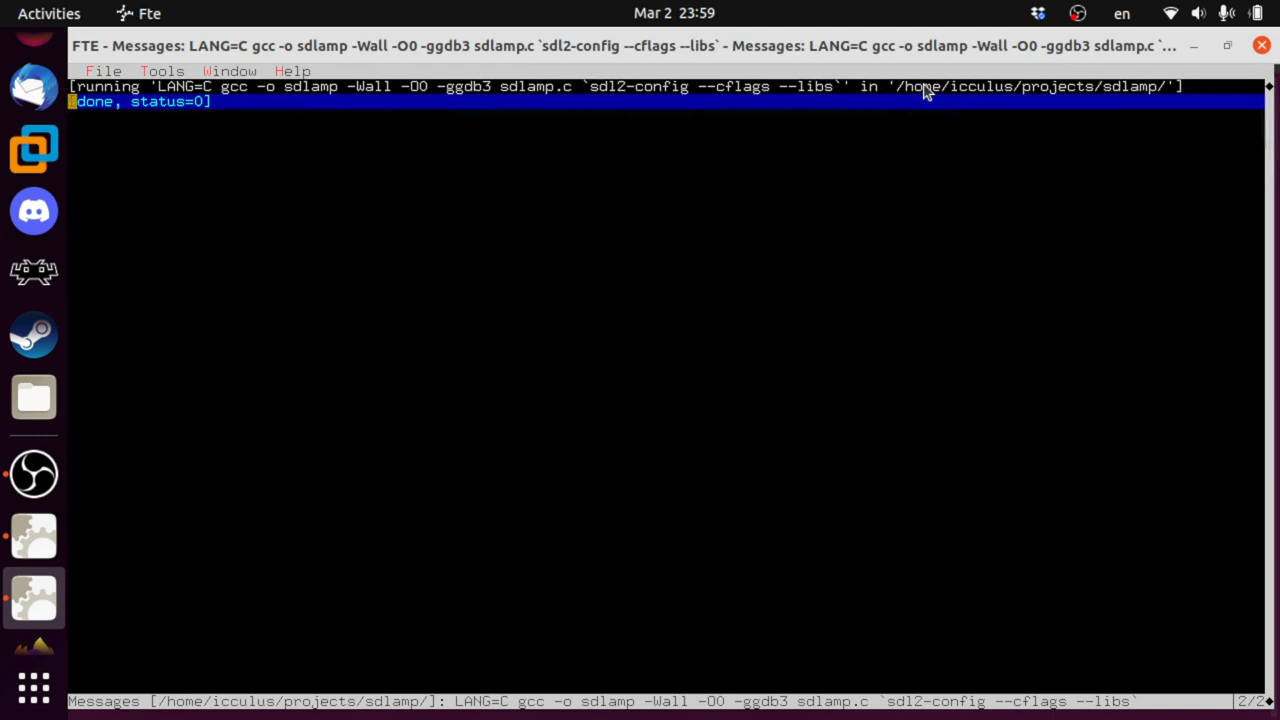 Activities Fte Mar 2 23:59 en
FTE - Messages: LANG=C gcc -o sdlamp -Wall -O0 -ggdb3 sdlamp.c `sdl2-config --cflags --libs` - Messages: LANG=C gcc -o sdlamp -Wall -O0 -ggdb3 sdlamp.c `...
File Tools Window Help
[running 'LANG=C gcc -o sdlamp -Wall -O0 -ggdb3 sdlamp.c `sdl2-config --cflags --libs`' in '/home/icculus/projects/sdlamp/']
[done, status=0]
Messages [/home/icculus/projects/sdlamp/]: LANG=C gcc -o sdlamp -Wall -O0 -ggdb3 sdlamp.c `sdl2-config --cflags --libs` 2/2